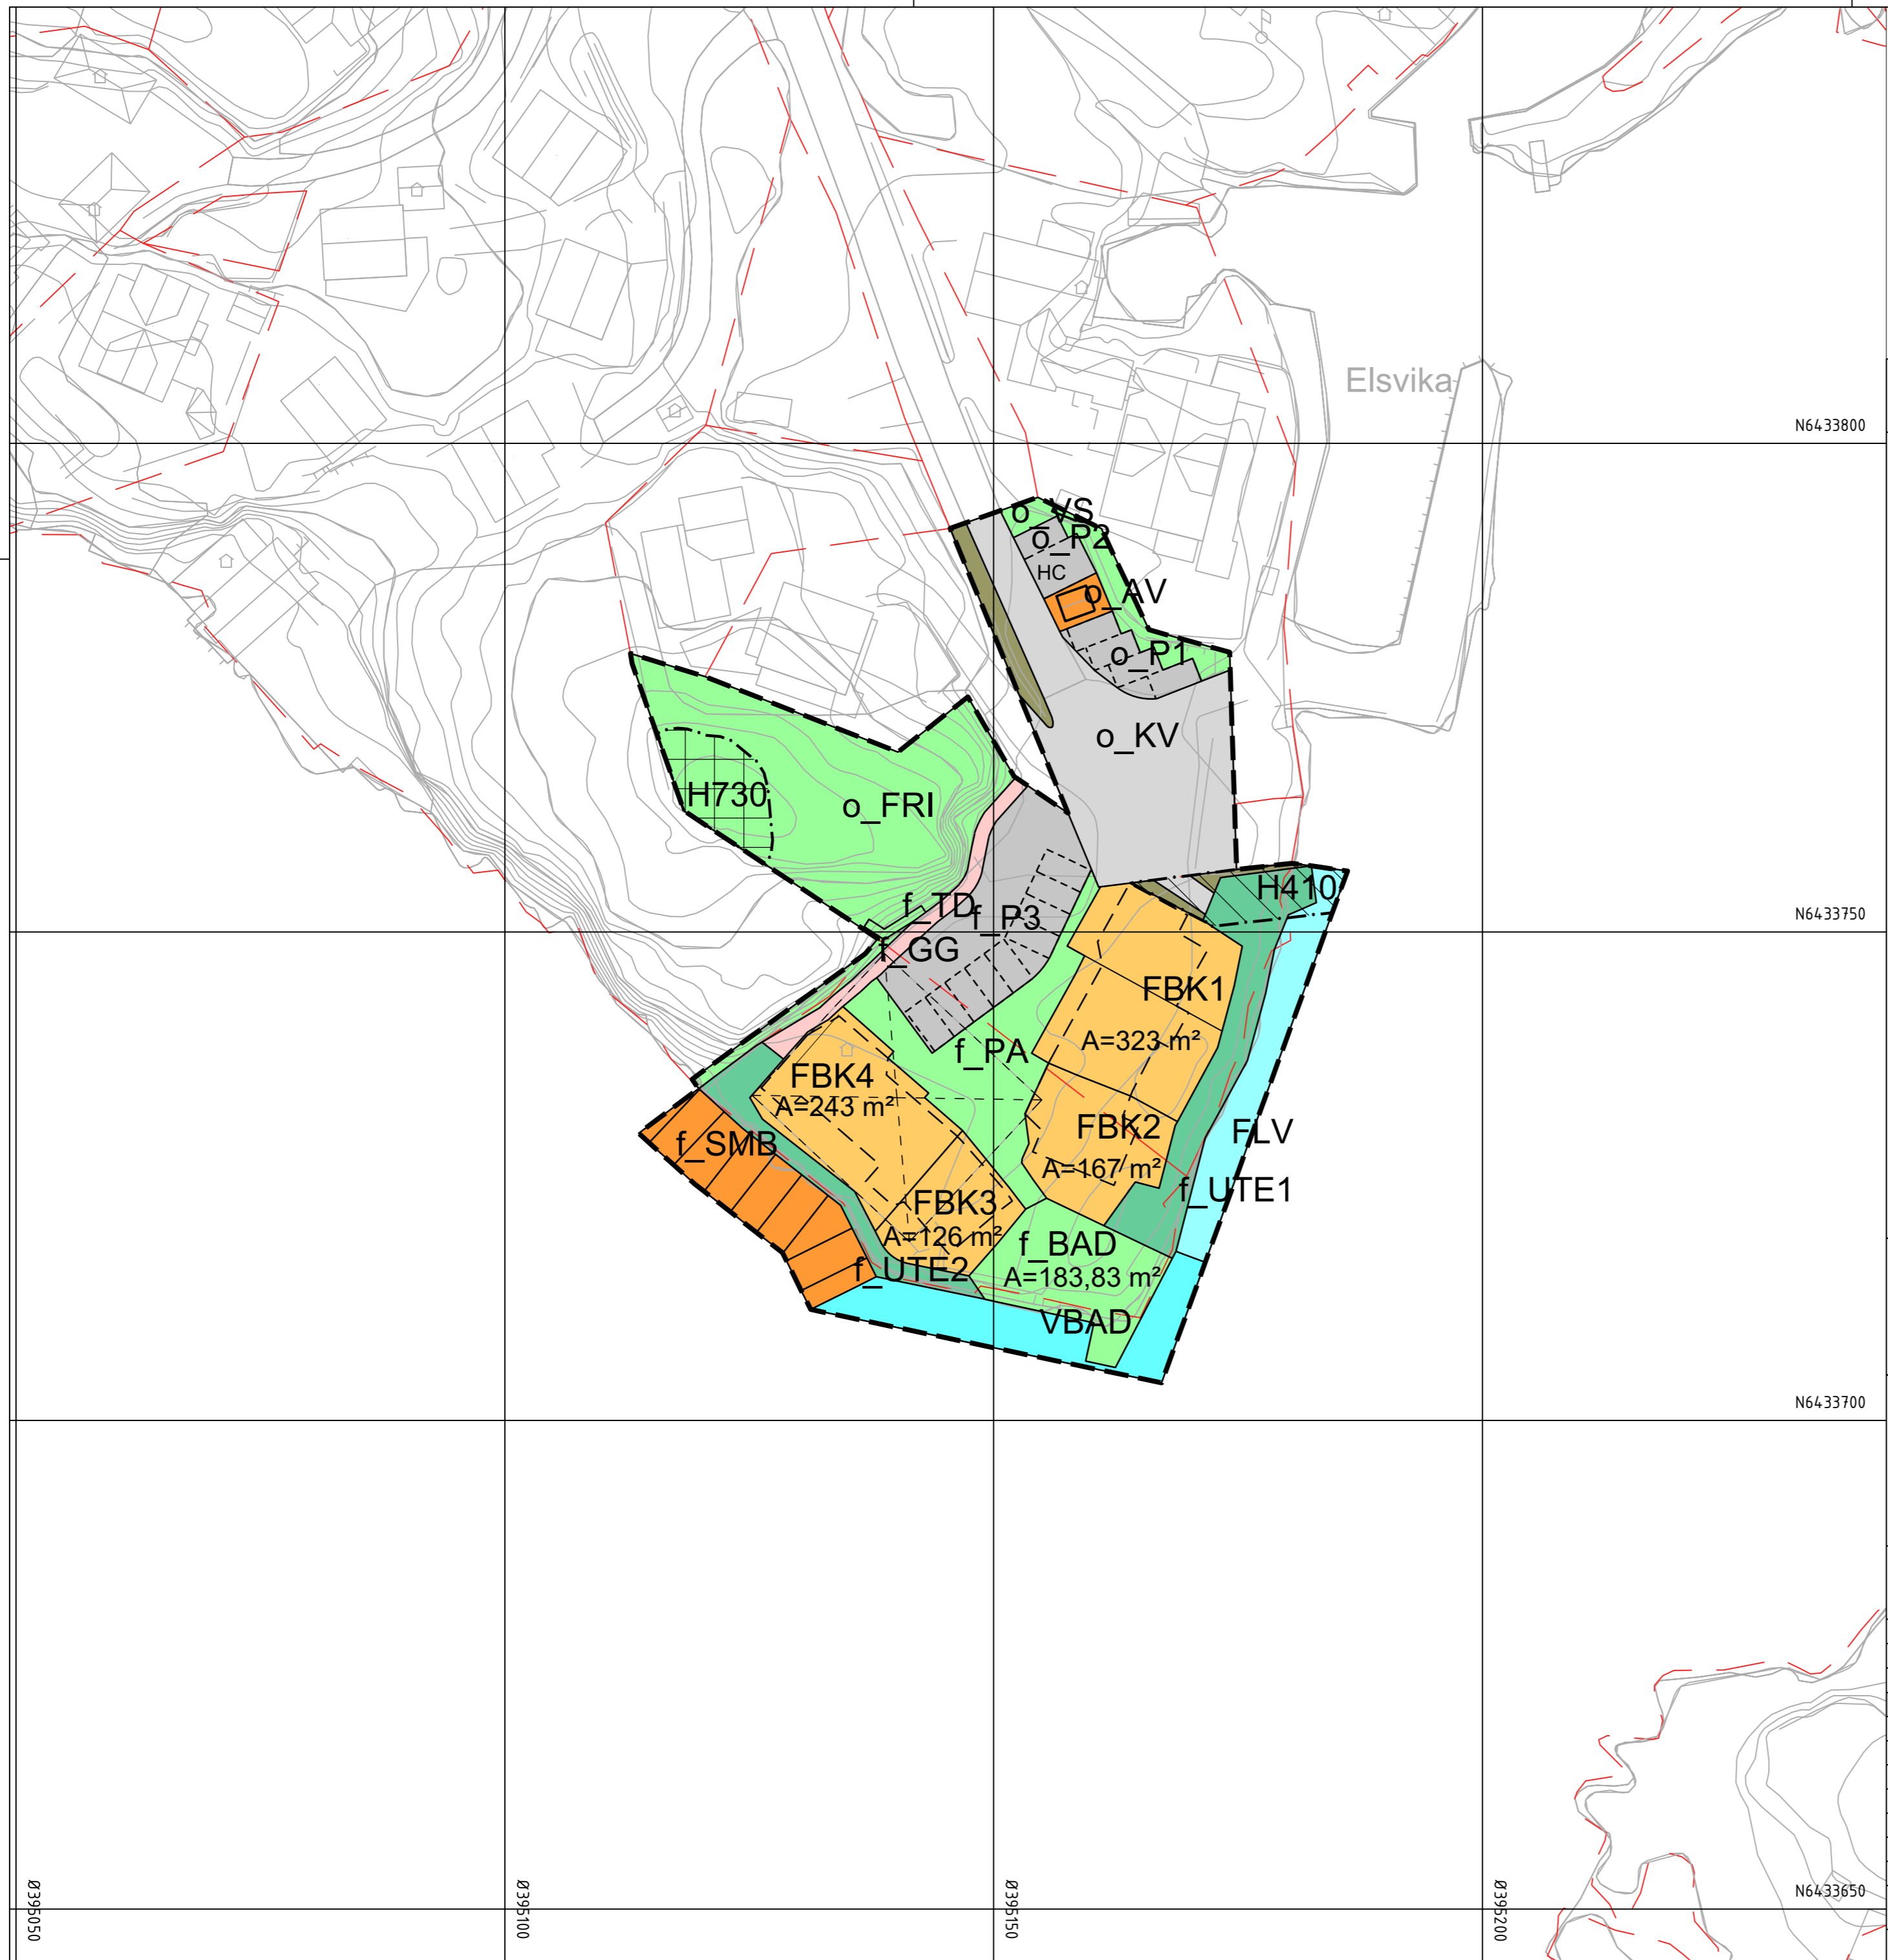 Elsvika
N6433800
o_VS
o_P2
HC
o_AV
o_P1
o_KV
H730
o_FRI
H410
f_TD
f_P3
N6433750
f_GG
FBK1
A=323 m²
f_PA
FBK4
A=243 m²
FBK2
FLV
f_SMB
A=167 m²
f_UTE1
FBK3
A=126 m²
f_BAD
f_UTE2
A=183,83 m²
VBAD
N6433700
N6433650
Ø395050
Ø395100
Ø395150
Ø395200